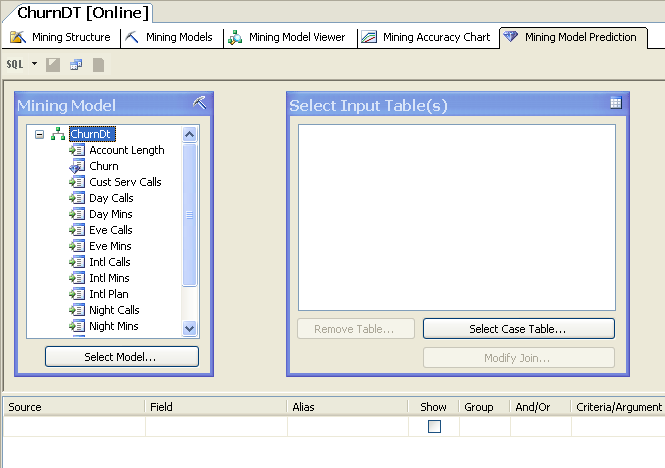 ChurnDT [Online]
Mining Structure Mining Models Mining Model Viewer Mining Accuracy Chart Mining Model Prediction
SQL
Mining Model
ChurnDt
Account Length
Churn
Cust Serv Calls
Day Calls
Day Mins
Eve Calls
Eve Mins
Intl Calls
Intl Mins
Intl Plan
Night Calls
Night Mins
Select Model...
Select Input Table(s)
Remove Table... Select Case Table...
Modify Join...
Source Field Alias Show Group And/Or Criteria/Argument